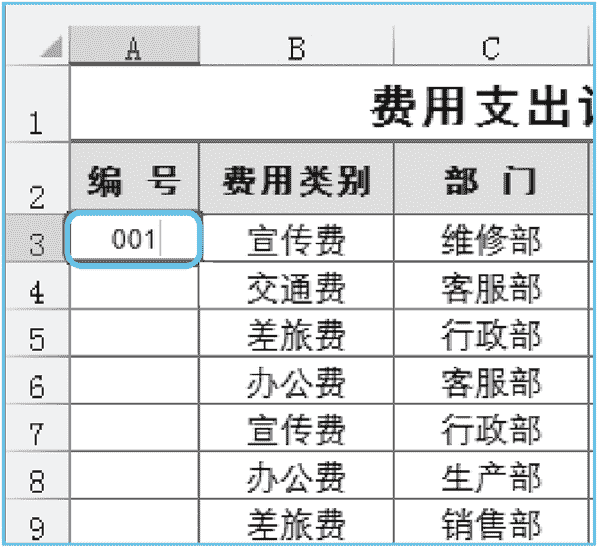 A B C
1 费用支出
2 编 号 费用类别 部 门
3 001 宣传费 维修部
4 交通费 客服部
5 差旅费 行政部
6 办公费 客服部
7 宣传费 行政部
8 办公费 生产部
9 差旅费 销售部